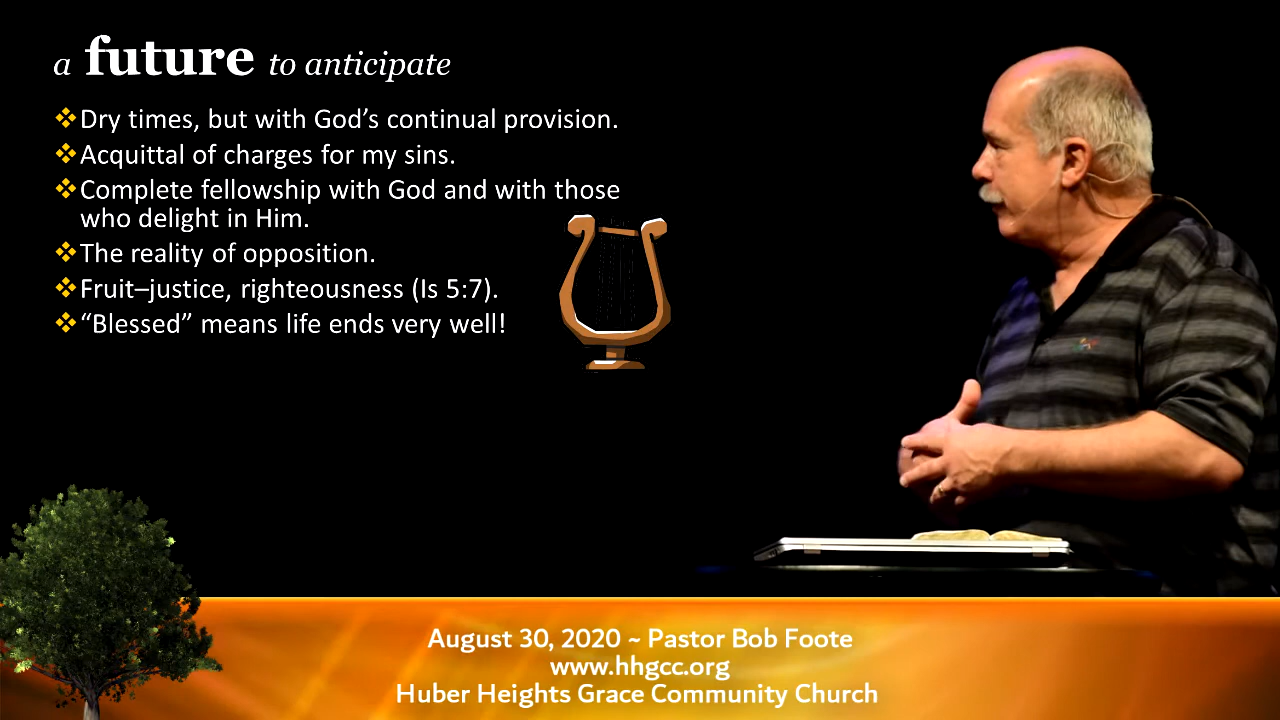 a future to anticipate
❖Dry times, but with God’s continual provision.
❖Acquittal of charges for my sins.
❖Complete fellowship with God and with those
who delight in Him.
❖The reality of opposition.
❖Fruit–justice, righteousness (Is 5:7).
❖“Blessed” means life ends very well!
August 30, 2020 ~ Pastor Bob Foote
www.hhgcc.org
Huber Heights Grace Community Church